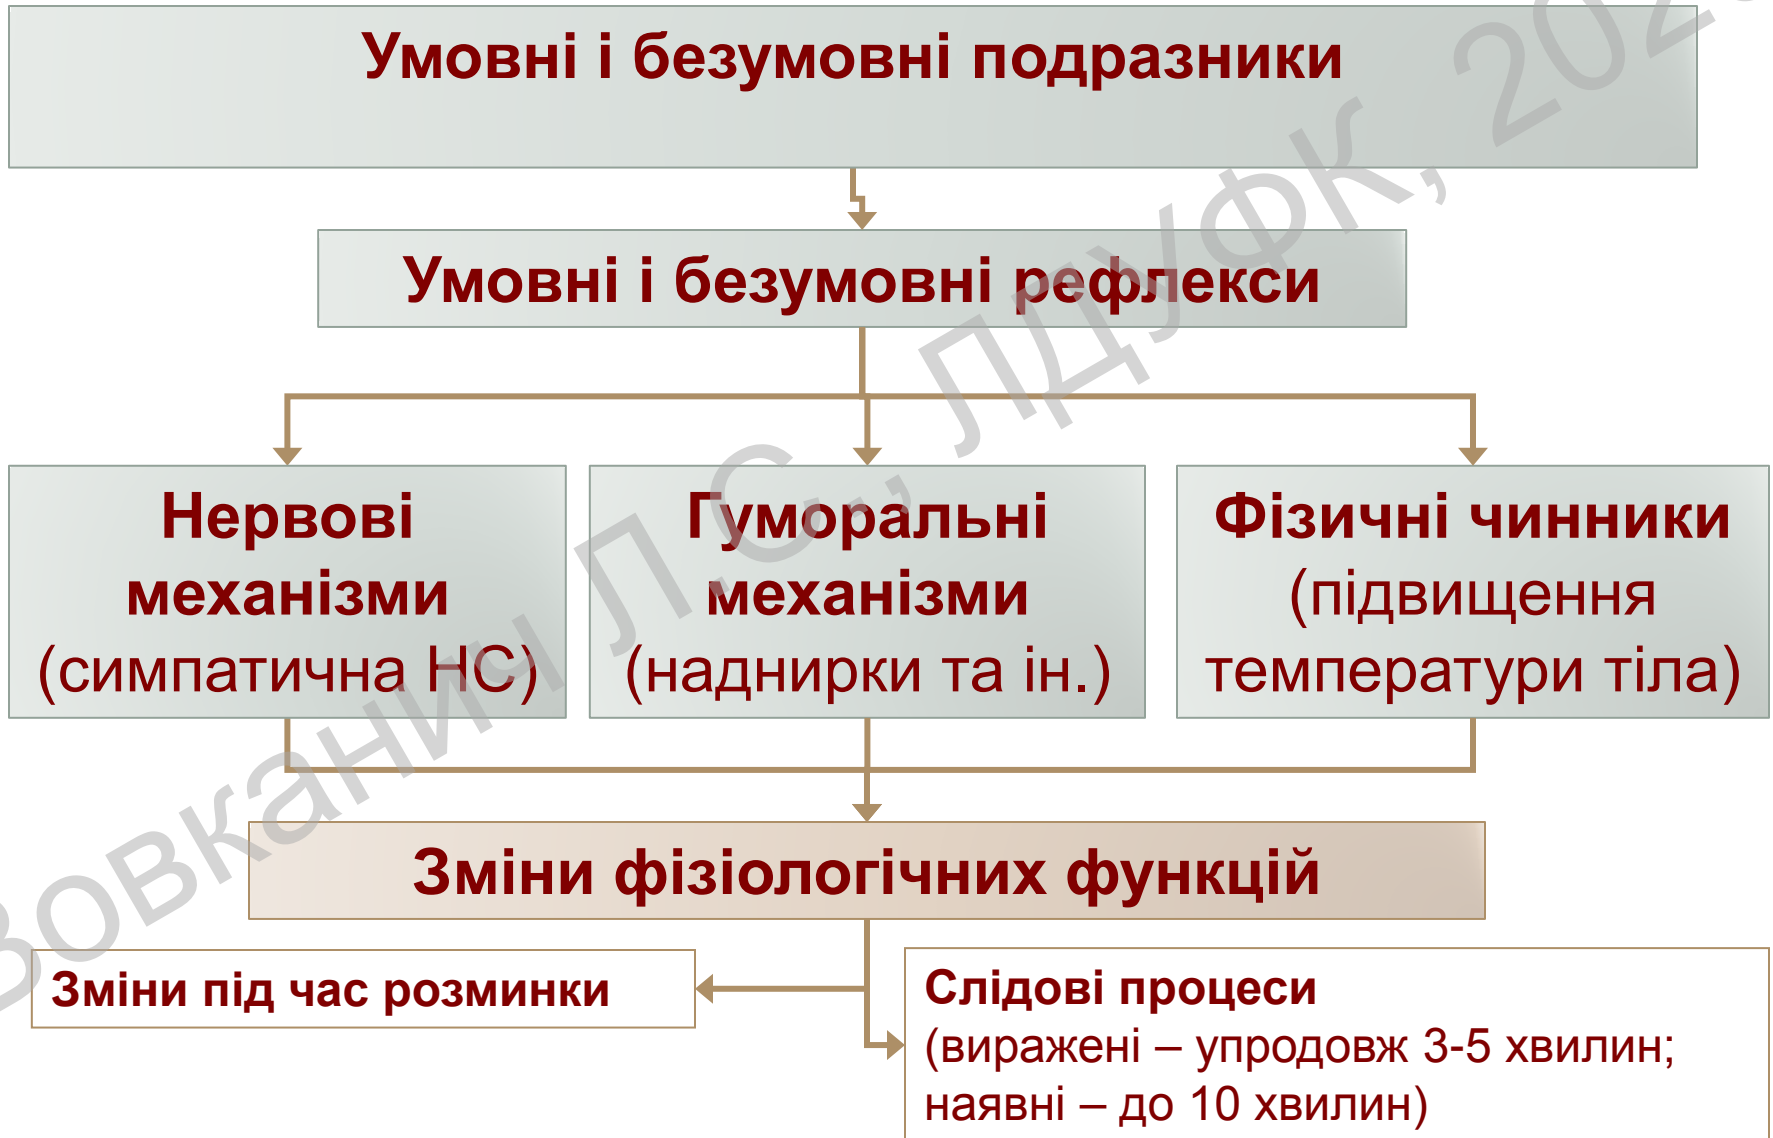 Умовні і безумовні подразники
Умовні і безумовні рефлекси
Нервові
механізми
(симпатична НС)
Гуморальні
механізми
(наднирки та ін.)
Фізичні чинники
(підвищення
температури тіла)
Зміни фізіологічних функцій
Зміни під час розминки
Слідові процеси
(виражені – упродовж 3-5 хвилин;
наявні – до 10 хвилин)
Вовканич Л.С., ЛДУФК,